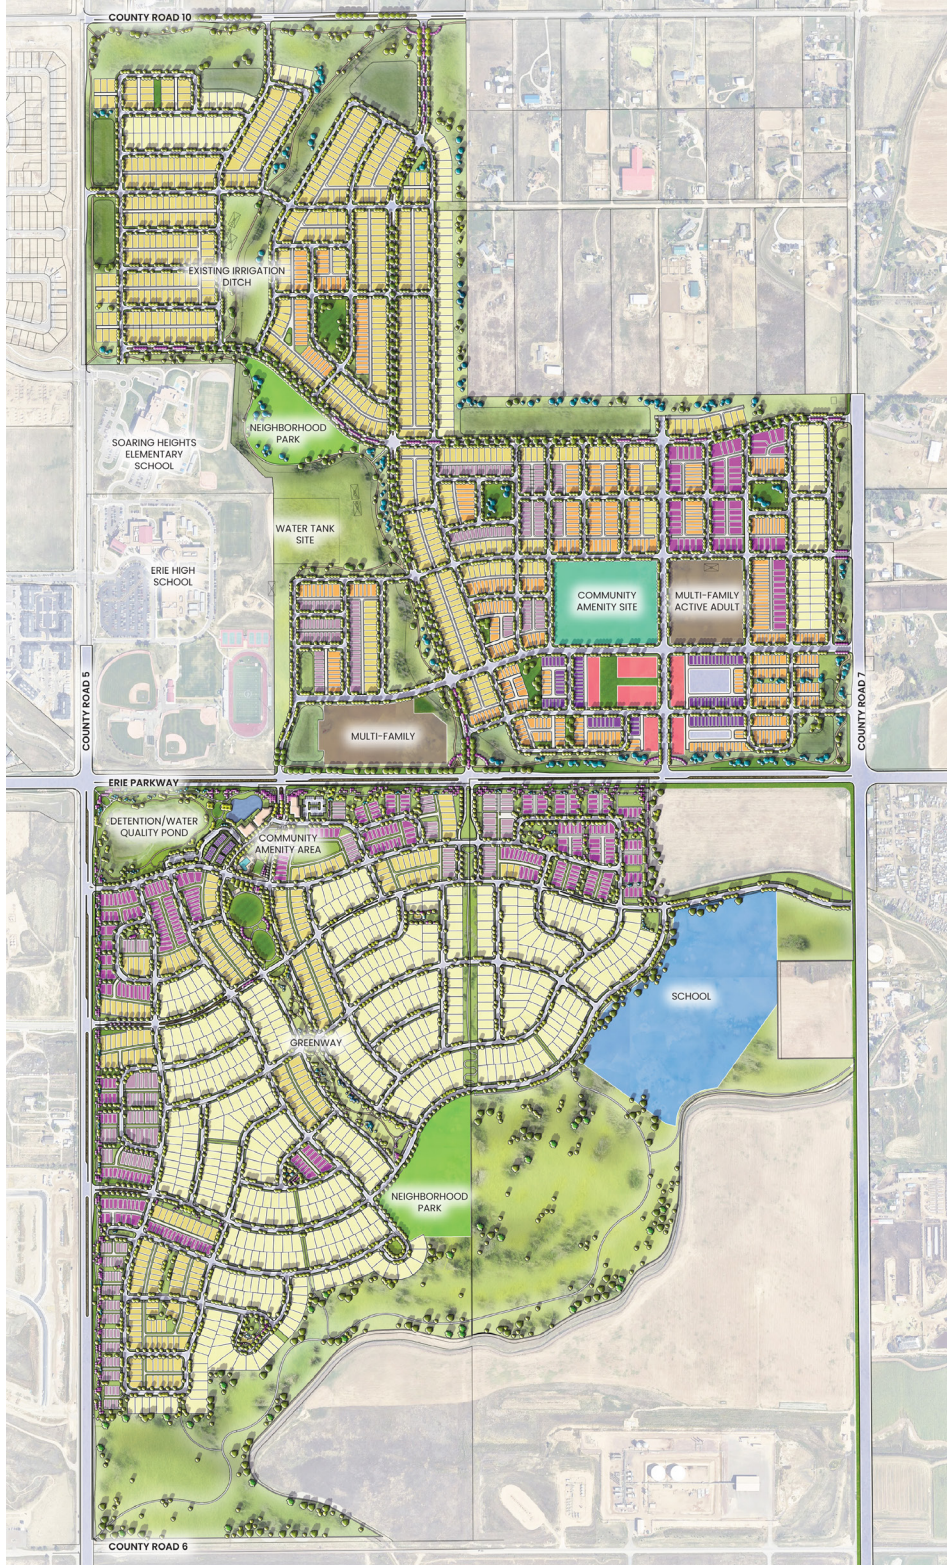 COUNTY ROAD 10
EXISTING IRRIGATION
DITCH
NEIGHBORHOOD
PARK
SOARING HEIGHTS
ELEMENTARY
SCHOOL
WATER TANK
SITE
ERIE HIGH
SCHOOL
COMMUNITY
AMENITY SITE
MULTI-FAMILY
ACTIVE ADULT
COUNTY ROAD 5
COUNTY ROAD 7
MULTI-FAMILY
ERIE PARKWAY
DETENTION/WATER
QUALITY POND
COMMUNITY
AMENITY AREA
SCHOOL
GREENWAY
NEIGHBORHOOD
PARK
COUNTY ROAD 6